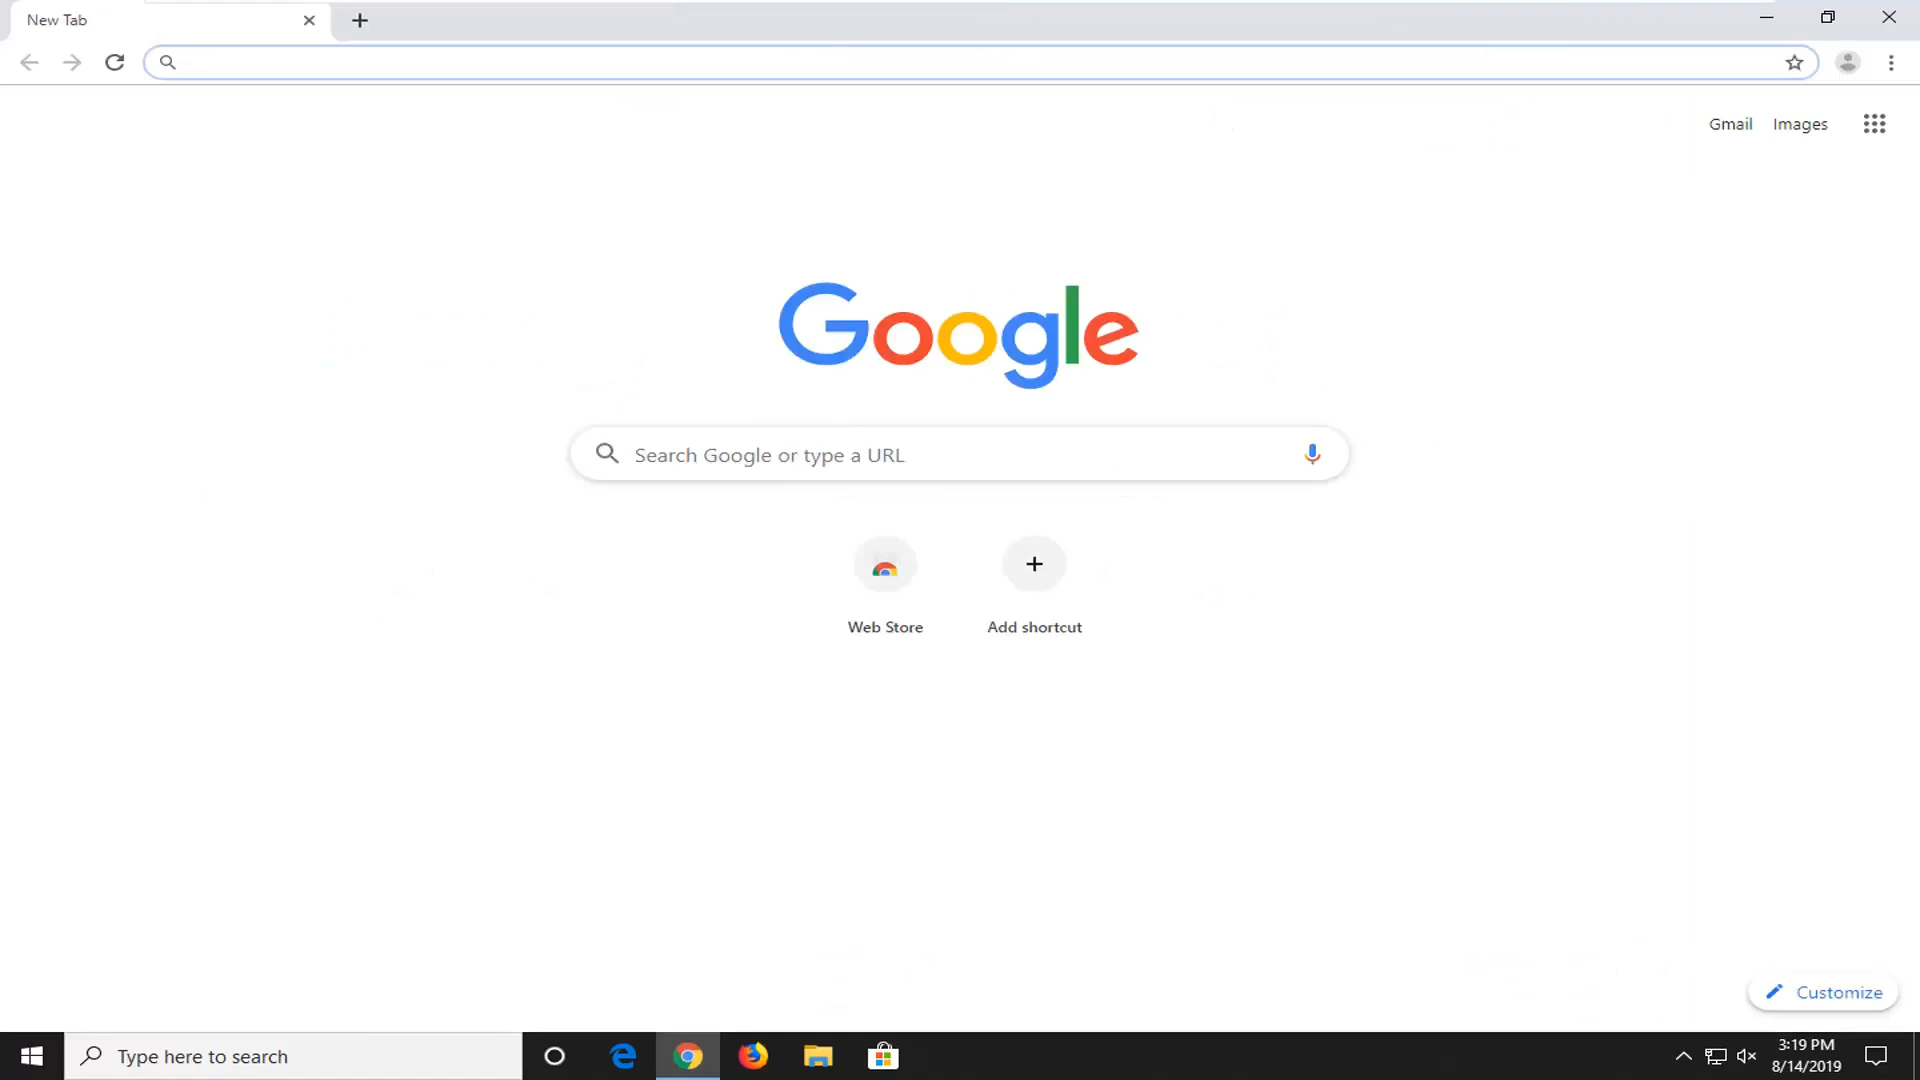 New Tab
Gmail Images
Google
Search Google or type a URL
Web Store
Add shortcut
Customize
Type here to search
3:19 PM
8/14/2019